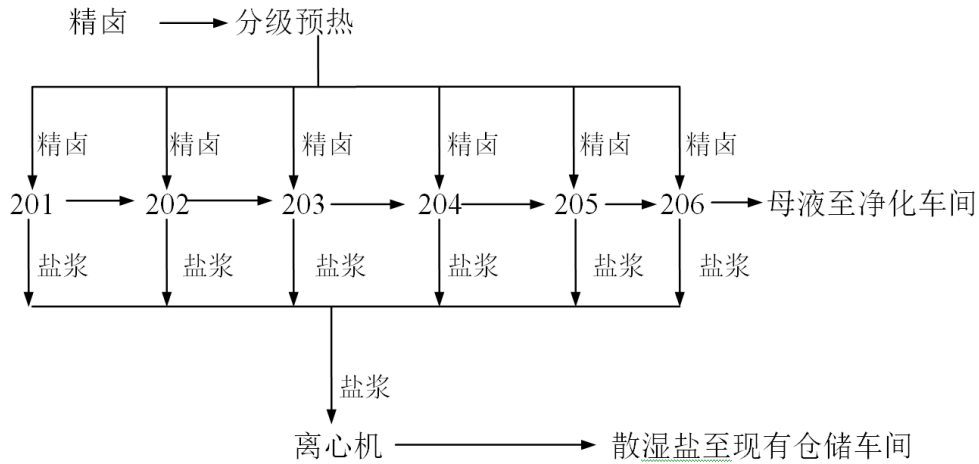 精卤 分级预热
精卤 精卤 精卤 精卤 精卤 精卤
201 202 203 204 205 206 母液至净化车间
盐浆 盐浆 盐浆 盐浆 盐浆 盐浆
盐浆
离心机 散湿盐至现有仓储车间